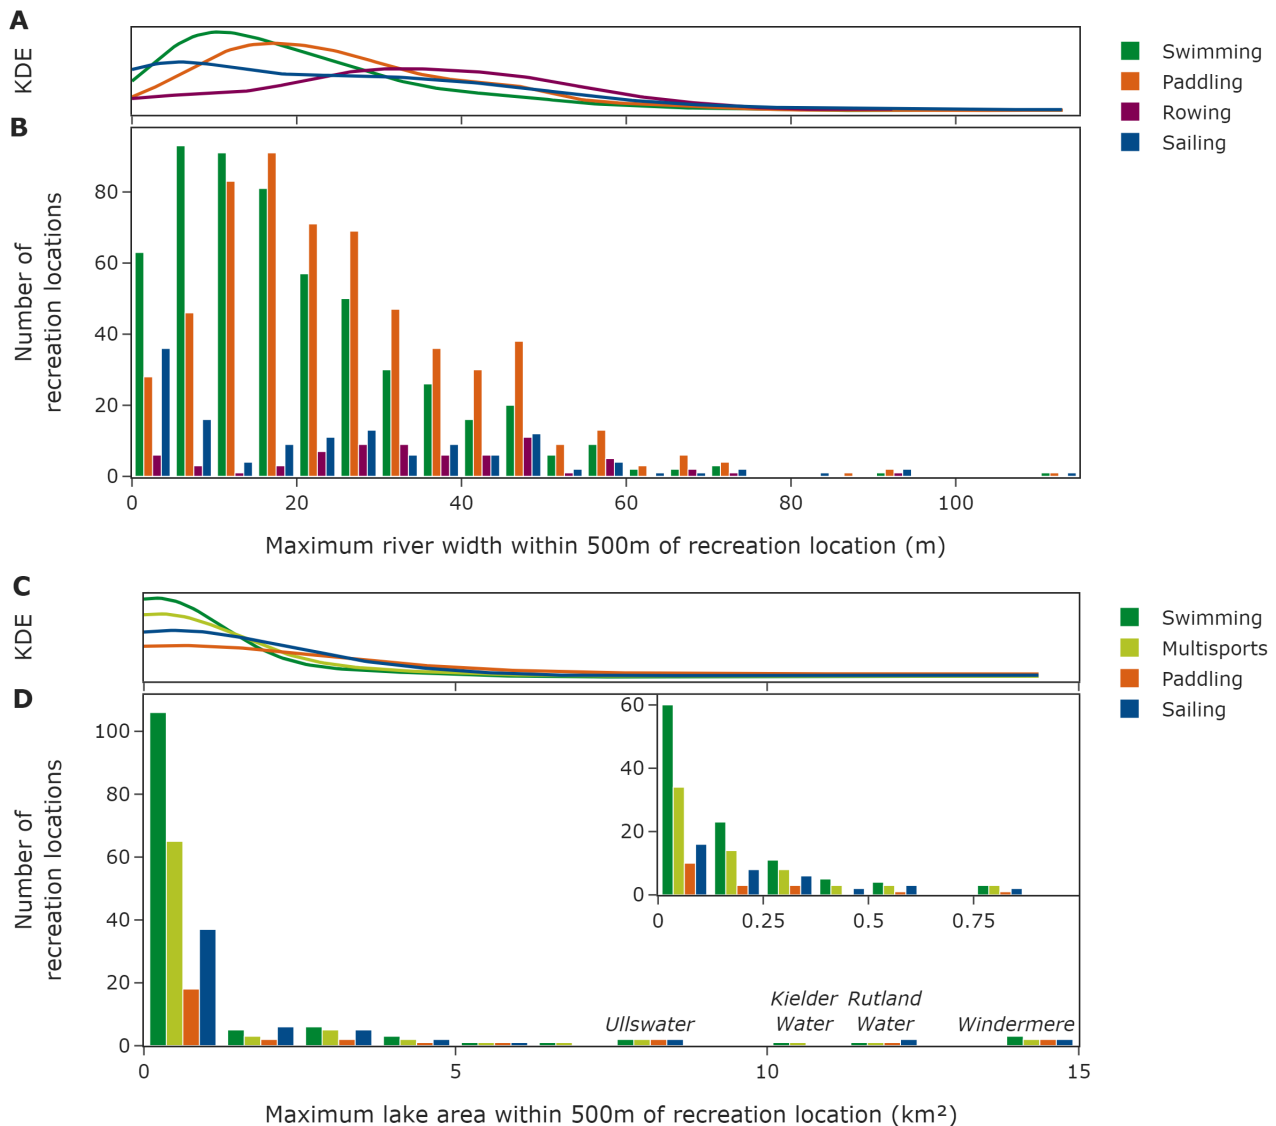 A
KDE
Swimming
Paddling
Rowing
Sailing
B
Number of
recreation locations
80
60
40
20
0
0 20 40 60 80 100
Maximum river width within 500m of recreation location (m)
C
KDE
Swimming
Multisports
Paddling
Sailing
D
Number of
recreation locations
100
80
60
40
20
0
60
40
20
0
0 0.25 0.5 0.75
Ullswater
Kielder
Water
Rutland
Water
Windermere
0 5 10 15
Maximum lake area within 500m of recreation location (km²)